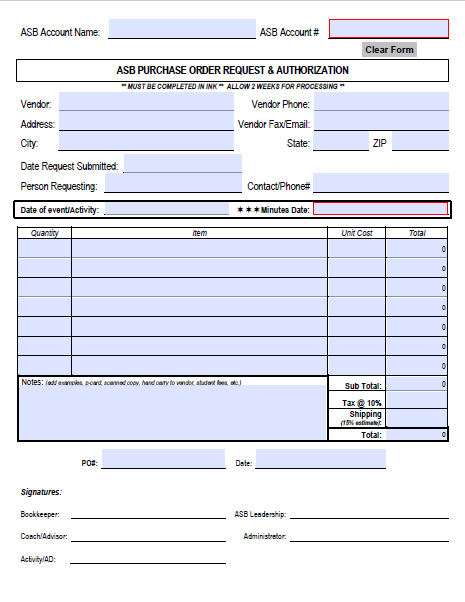 ASB Account Name: ASB Account #
Clear Form
ASB PURCHASE ORDER REQUEST & AUTHORIZATION
** MUST BE COMPLETED IN INK ** ALLOW 2 WEEKS FOR PROCESSING **
Vendor: Vendor Phone:
Address: Vendor Fax/Email:
City: State: ZIP
Date Request Submitted:
Person Requesting: Contact/Phone#
Date of event/Activity: ✶✶✶Minutes Date:
Quantity Item Unit Cost Total
0
0
0
0
0
0
0
Notes: (add examples, p-card, scanned copy, hand carry to vendor, student fees, etc.) Sub Total: 0
Tax @ 10%
Shipping
(15% estimate):
Total: 0
PO#: Date:
Signatures:
Bookkeeper: ASB Leadership:
Coach/Advisor: Administrator:
Activity/AD: